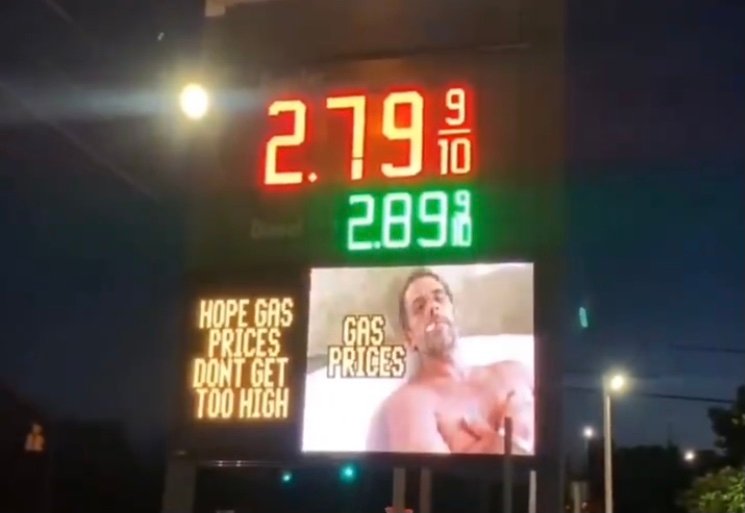 2.79 9/10
2.89 9/10
HOPE GAS
PRICES
DONT GET
TOO HIGH
GAS
PRICES